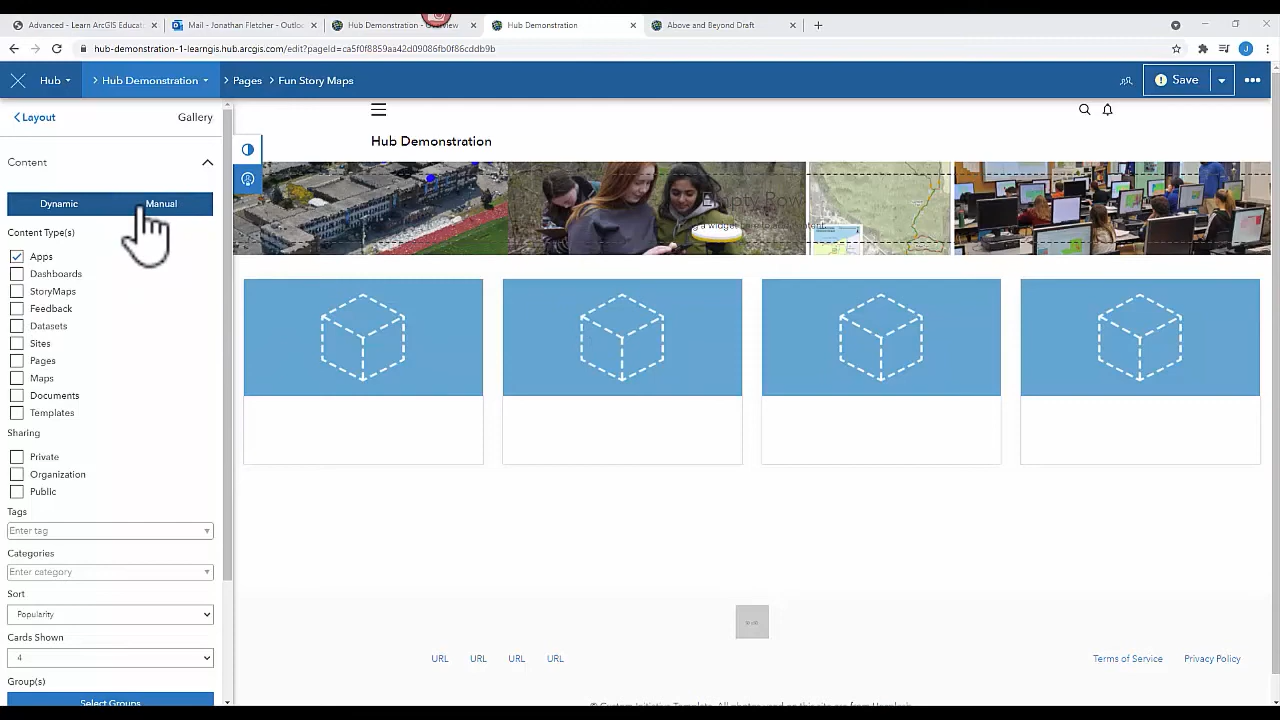 Advanced - Learn ArcGIS Educat
Mail - Jonathan Fletcher - Outloo
Hub Demonstration
Hub Demonstration
Above and Beyond Draft
hub-demonstration-1-learngis.hub.arcgis.com/edit?pageId=ca5f0f8859aa42d09086fb0f86cddb9b
J
Hub
Hub Demonstration
Pages
Fun Story Maps
Save
Layout
Gallery
Hub Demonstration
Content
Dynamic
Manual
Empty Row
Content Type(s)
Apps
Dashboards
StoryMaps
Feedback
Datasets
Sites
Pages
Maps
Documents
Templates
Sharing
Private
Organization
Public
Tags
Enter tag
Categories
Enter category
Sort
Popularity
Cards Shown
4
Group(s)
Select Groups
URL
URL
URL
URL
Terms of Service
Privacy Policy